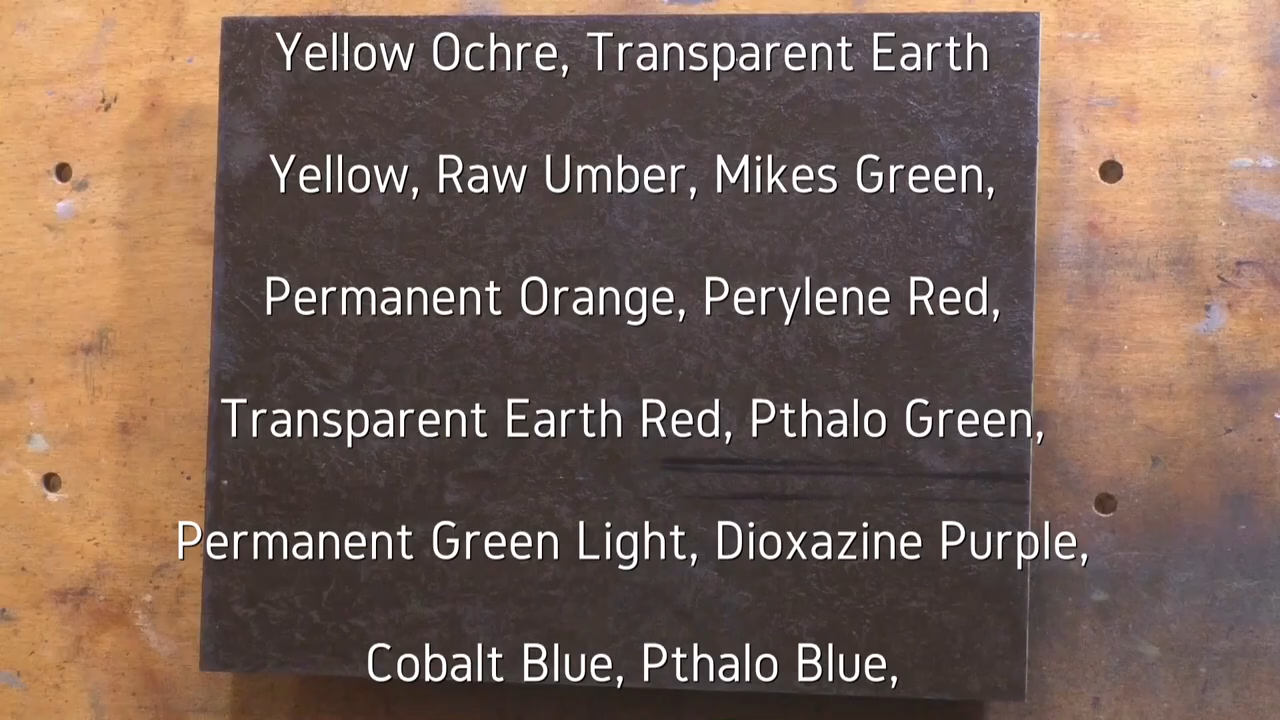 Yellow Ochre, Transparent Earth
Yellow, Raw Umber, Mikes Green,
Permanent Orange, Perylene Red,
Transparent Earth Red, Pthalo Green,
Permanent Green Light, Dioxazine Purple,
Cobalt Blue, Pthalo Blue,